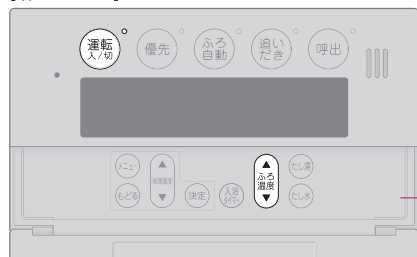 運転
入/切
優先
ふろ
自動
追い
だき
呼出
メニュー
たし湯
ふろ
温度
もどる
決定
入浴
タイマー
たし水